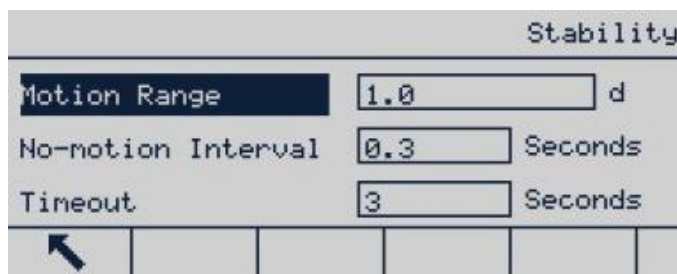 Stability
Motion Range 1.0 d
No-motion Interval 0.3 Seconds
Timeout 3 Seconds